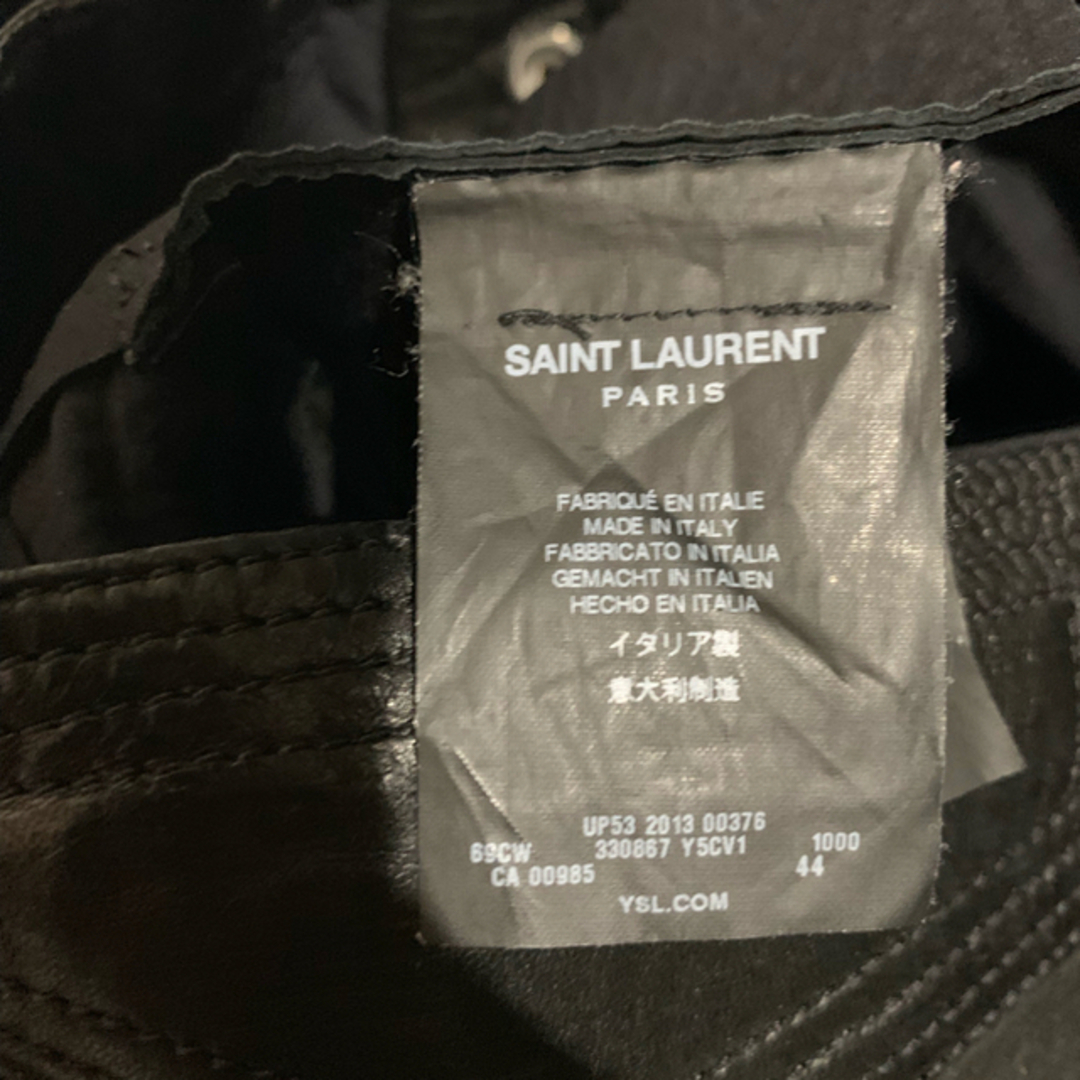 SAINT LAURENT
PARIS
FABRIQUÉ EN ITALIE
MADE IN ITALY
FABBRICATO IN ITALIA
GEMACHT IN ITALIEN
HECHO EN ITALIA
イタリア製
意大利制造
UP53 2013 00376
69CW 330867 Y5CV1 1000
CA 00985 44
YSL.COM